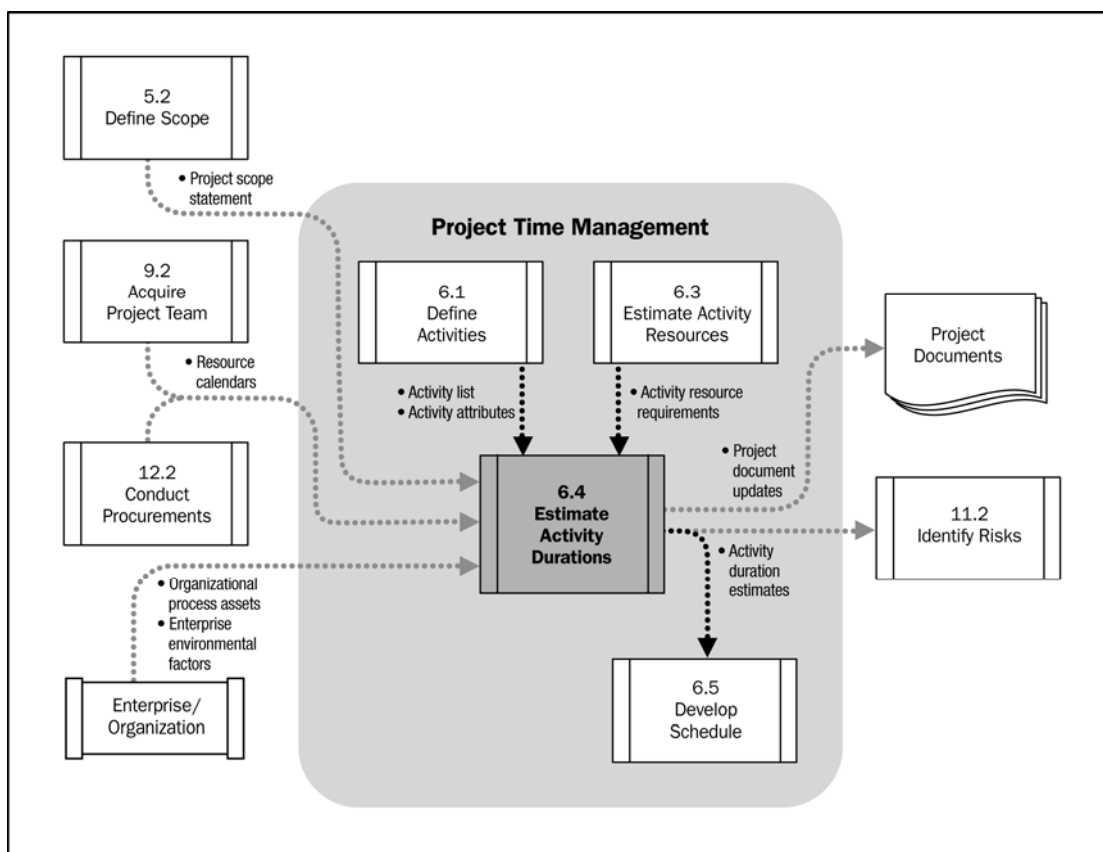 5.2
Define Scope
• Project scope
statement
Project Time Management
9.2
Acquire
Project Team
6.1
Define
Activities
6.3
Estimate Activity
Resources
Project
Documents
• Resource
calendars
• Activity list
• Activity attributes
• Activity resource
requirements
12.2
Conduct
Procurements
6.4
Estimate
Activity
Durations
• Project
document
updates
11.2
Identify Risks
• Activity
duration
estimates
• Organizational
process assets
• Enterprise
environmental
factors
Enterprise/
Organization
6.5
Develop
Schedule